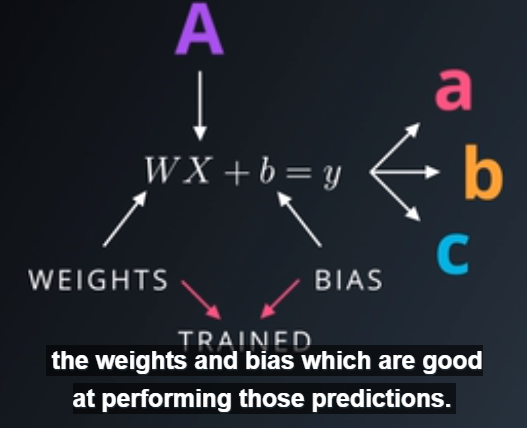 A
a
WX + b = y
b
c
WEIGHTS
BIAS
TRAINED
the weights and bias which are good
at performing those predictions.